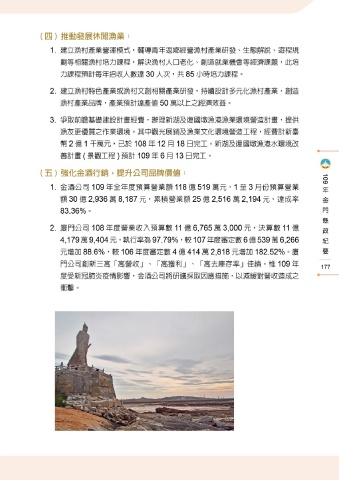 (四)推動發展休閒漁業：
1. 建立漁村產業營運模式，輔導青年返鄉經營漁村產業研發、生態解說、遊程規
劃等相關漁村培力課程，解決漁村人口老化、創造就業機會等經濟課題，此培
力課程預計每年招收人數達 30 人次，共 85 小時培力課程。
2. 建立漁村特色產業或漁村文創相關產業研發，持續設計多元化漁村產業，創造
漁村產業品牌，產業預計達產值 50 萬以上之經濟效益。
3. 爭取前瞻基礎建設計畫經費，辦理新湖及復國墩漁港漁業環境營造計畫，提供
漁友更優質之作業環境，其中觀光展銷及漁業文化環境營造工程，經費計新臺
幣 2 億 1 千萬元，已於 108 年 12 月 18 日完工。新湖及復國墩漁港水環境改
善計畫 ( 景觀工程 ) 預計 109 年 6 月 13 日完工。
(五)強化金酒行銷，提升公司品牌價值：
1. 金酒公司 109 年全年度預算營業額 118 億 519 萬元，1 至 3 月份預算營業
額 30 億 2,936 萬 8,187 元，累積營業額 25 億 2,516 萬 2,194 元、達成率
83.36%。
2. 廈門公司 108 年度營業收入預算數 11 億 6,765 萬 3,000 元，決算數 11 億
4,179 萬 9,404 元，執行率為 97.79%，較 107 年度審定數 6 億 539 萬 6,266
元增加 88.6%，較 106 年度審定數 4 億 414 萬 2,818 元增加 182.52%。廈
門公司創新三高「高營收」、「高獲利」、「高去庫存率」佳績。惟 109 年
度受新冠肺炎疫情影響，金酒公司將研議採取因應措施，以減緩對營收造成之
衝擊。
109
年
金
門
縣
政
紀
要
177